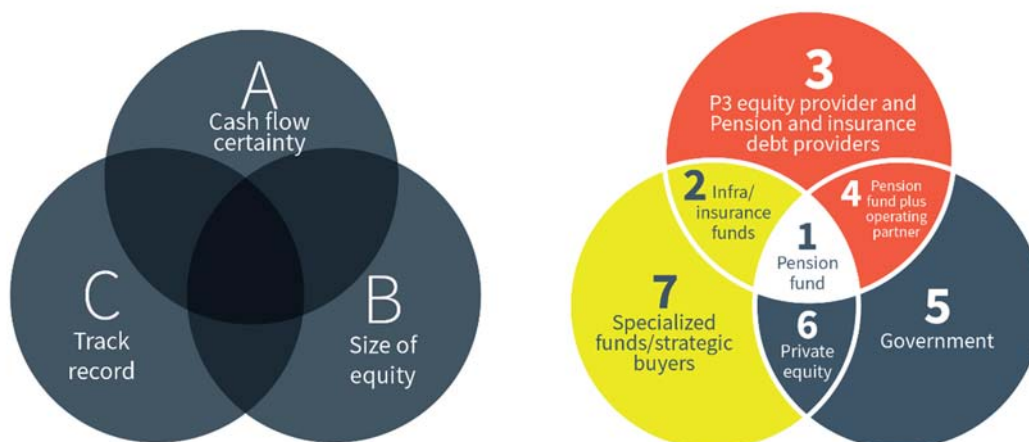 A
Cash flow
certainty
C
Track
record
B
Size of
equity
3
P3 equity provider and
Pension and insurance
debt providers
2 Infra/
insurance
funds
4 Pension
fund plus
operating
partner
1
Pension
fund
7
Specialized
funds/strategic
buyers
6
Private
equity
5
Government